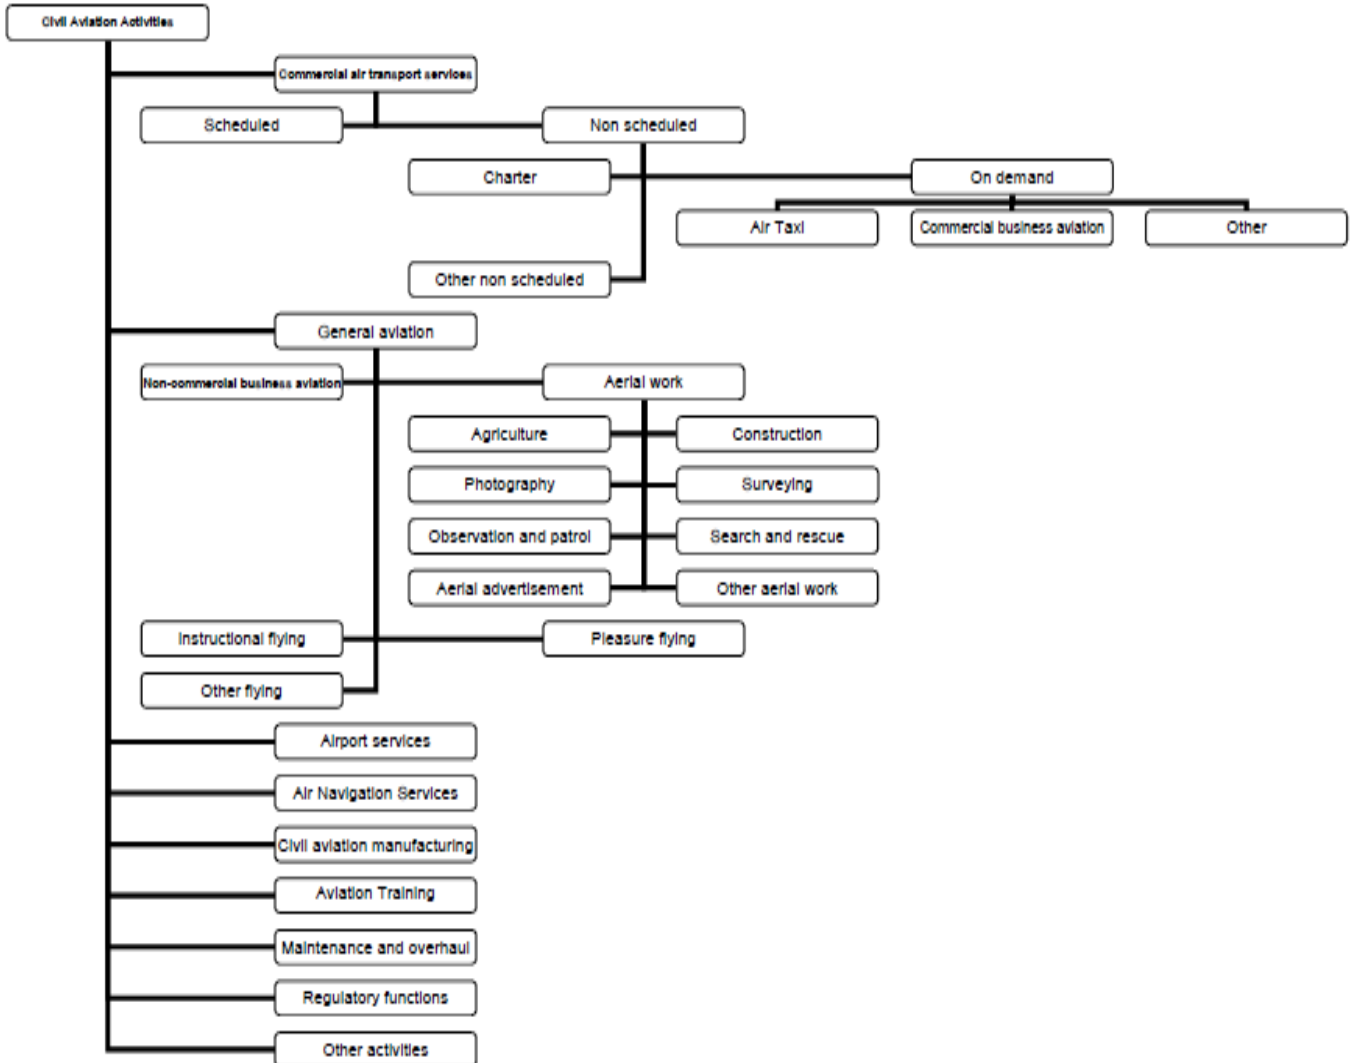 Civil Aviation Activities
Commercial air transport services
Scheduled
Non scheduled
Charter
On demand
Air Taxi
Commercial business aviation
Other
Other non scheduled
General aviation
Non-commercial business aviation
Aerial work
Agriculture
Construction
Photography
Surveying
Observation and patrol
Search and rescue
Aerial advertisement
Other aerial work
Instructional flying
Pleasure flying
Other flying
Airport services
Air Navigation Services
Civil aviation manufacturing
Aviation Training
Maintenance and overhaul
Regulatory functions
Other activities